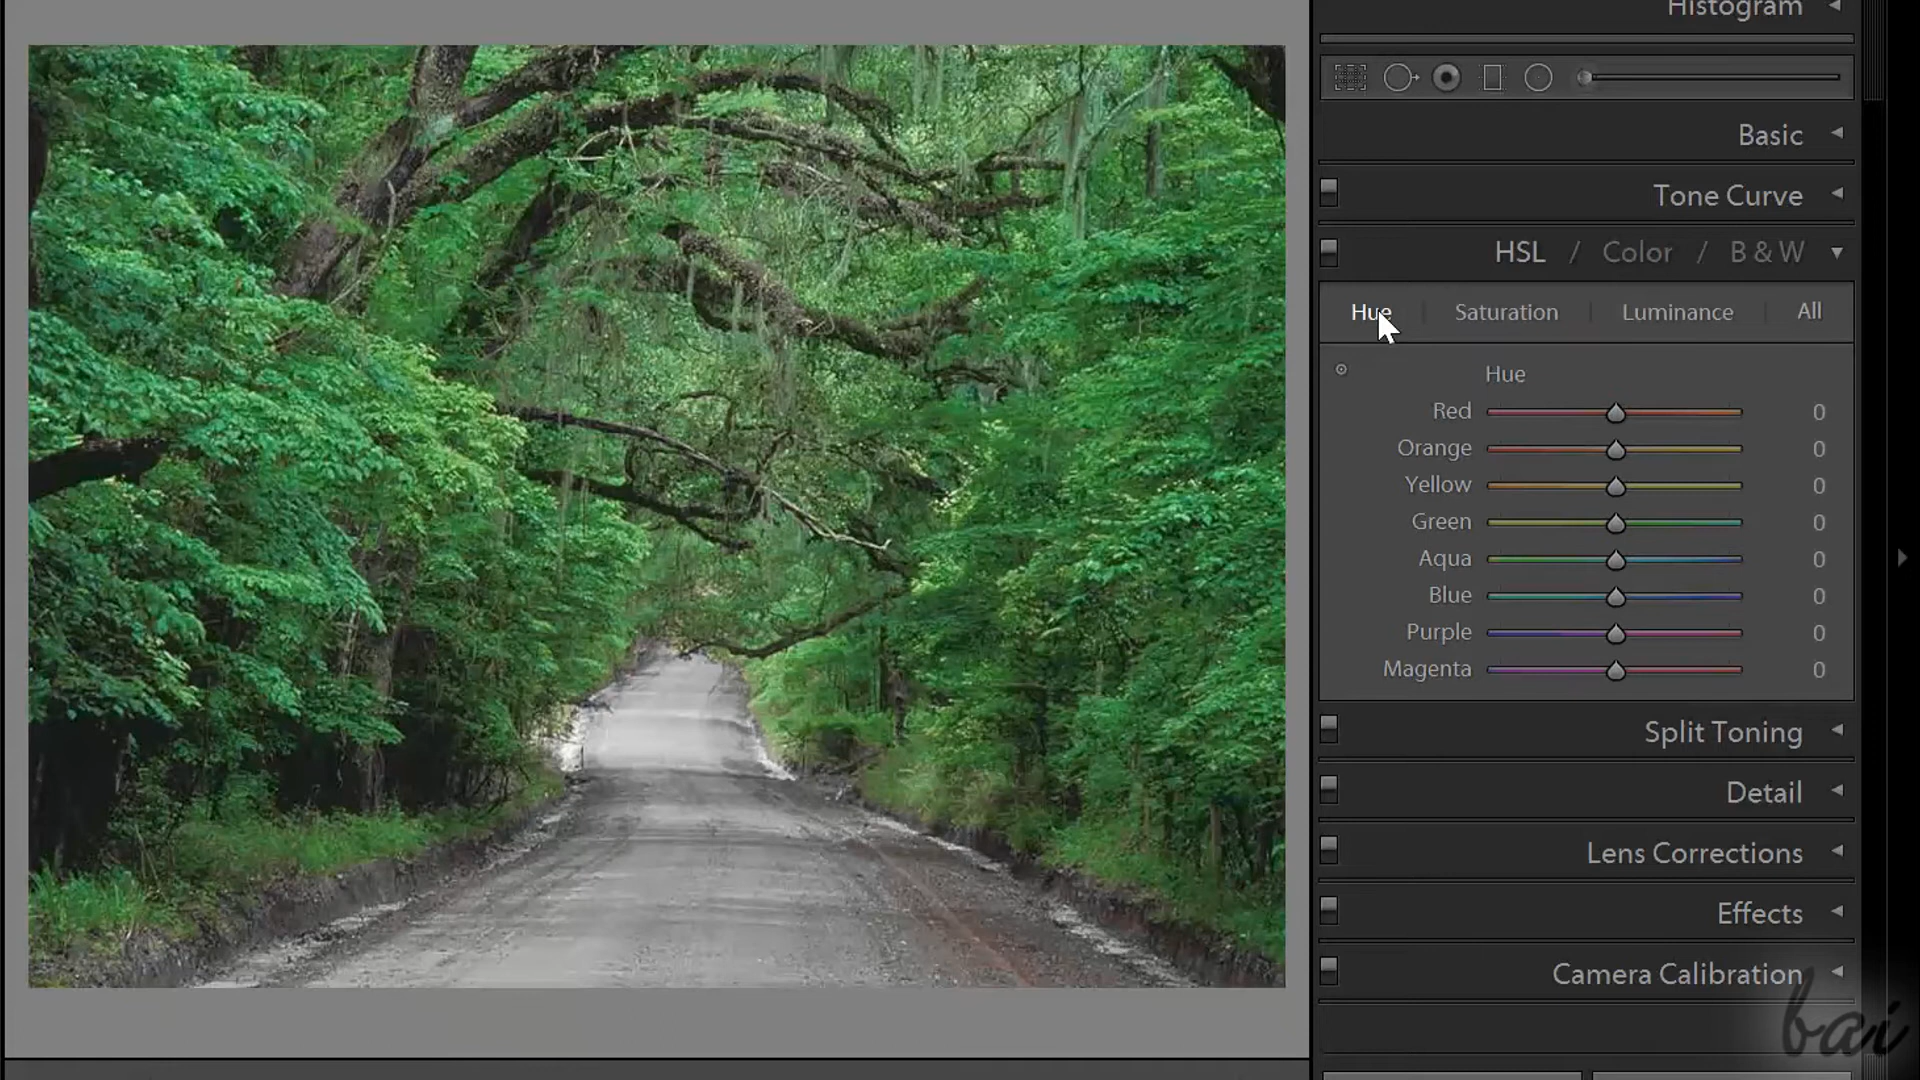 Histogram
Basic
Tone Curve
HSL / Color / B & W
Hue Saturation Luminance All
Hue
Red 0
Orange 0
Yellow 0
Green 0
Aqua 0
Blue 0
Purple 0
Magenta 0
Split Toning
Detail
Lens Corrections
Effects
Camera Calibration
bai